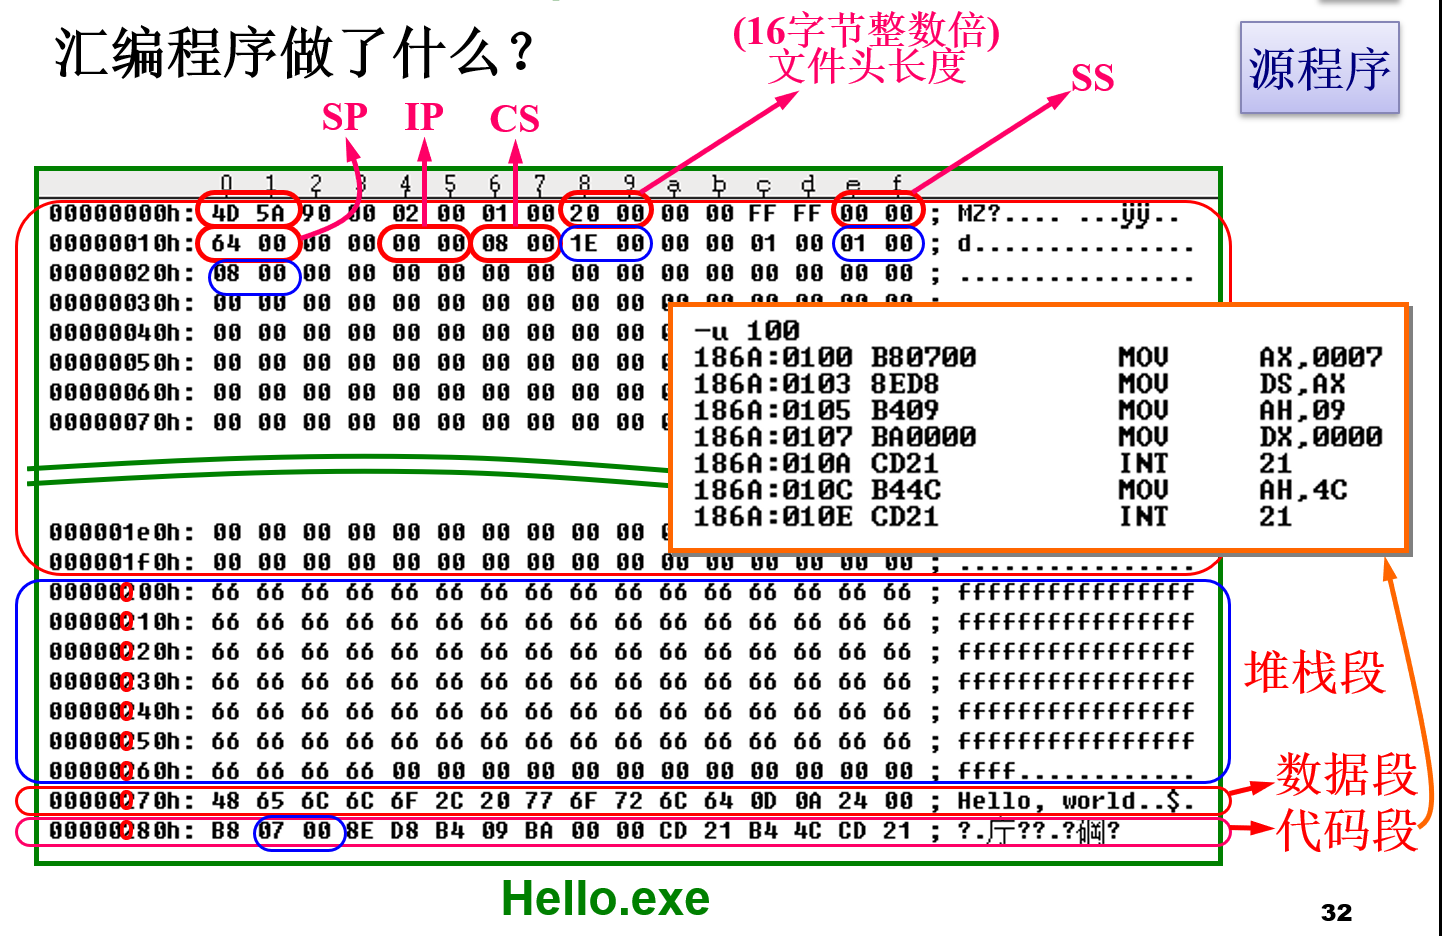 汇编程序做了什么?
(16字节整数倍)
文件头长度
源程序
SP
IP
CS
SS
0 1 2 3 4 5 6 7 8 9 a b c d e f
00000000h: 4D 5A 90 00 02 00 01 00 20 00 00 00 FF FF 00 00 ; MZ?.... ...ÿÿ..
00000010h: 64 00 00 00 00 00 08 00 1E 00 00 00 01 00 01 00 ; d...............
00000020h: 08 00 00 00 00 00 00 00 00 00 00 00 00 00 00 00 ; ................
00000030h: 00 00 00 00 00 00 00 00 00 00 00 00 00 00 00 00 ;
00000040h: 00 00 00 00 00 00 00 00 00 00
00000050h: 00 00 00 00 00 00 00 00 00 00
00000060h: 00 00 00 00 00 00 00 00 00 00
00000070h: 00 00 00 00 00 00 00 00 00 00
-u 100
186A:0100 B80700 MOV AX,0007
186A:0103 8ED8 MOV DS,AX
186A:0105 B409 MOV AH,09
186A:0107 BA0000 MOV DX,0000
186A:010A CD21 INT 21
186A:010C B44C MOV AH,4C
186A:010E CD21 INT 21
000001e0h: 00 00 00 00 00 00 00 00 00 00
000001f0h: 00 00 00 00 00 00 00 00 00 00 00 00 00 00 00 00 ; ................
00000200h: 66 66 66 66 66 66 66 66 66 66 66 66 66 66 66 66 ; ffffffffffffffff
00000210h: 66 66 66 66 66 66 66 66 66 66 66 66 66 66 66 66 ; ffffffffffffffff
00000220h: 66 66 66 66 66 66 66 66 66 66 66 66 66 66 66 66 ; ffffffffffffffff
00000230h: 66 66 66 66 66 66 66 66 66 66 66 66 66 66 66 66 ; ffffffffffffffff
00000240h: 66 66 66 66 66 66 66 66 66 66 66 66 66 66 66 66 ; ffffffffffffffff
00000250h: 66 66 66 66 66 66 66 66 66 66 66 66 66 66 66 66 ; ffffffffffffffff
00000260h: 66 66 66 66 00 00 00 00 00 00 00 00 00 00 00 00 ; ffff............
00000270h: 48 65 6C 6C 6F 2C 20 77 6F 72 6C 64 0D 0A 24 00 ; Hello, world..$.
00000280h: B8 07 00 8E D8 B4 09 BA 00 00 CD 21 B4 4C CD 21 ; ?.
堆栈段
数据段
代码段
Hello.exe
32